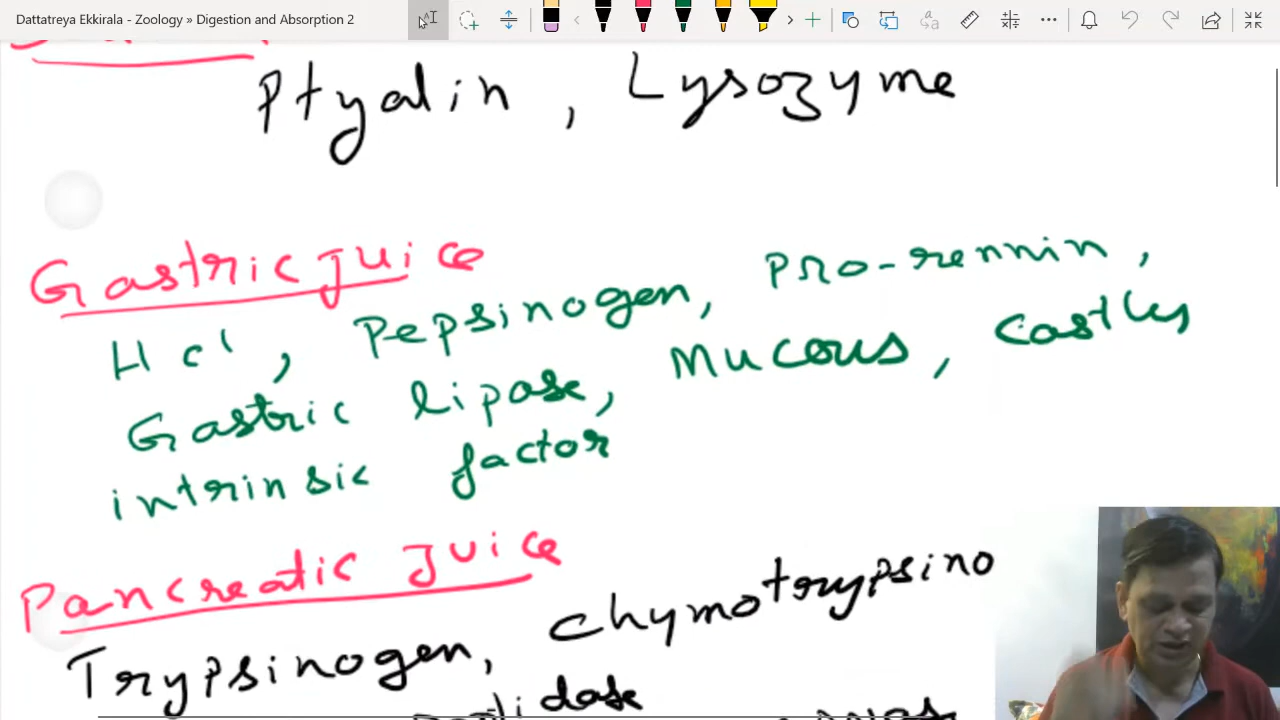 Dattatreya Ekkirala - Zoology » Digestion and Absorption 2
Ptyalin, Lysozyme
Gastric Juice
Hcl, Pepsinogen, Pro-rennin,
Gastric lipase, Mucous, Castles
intrinsic factor
Pancreatic Juice
Trypsinogen, chymotrypsino